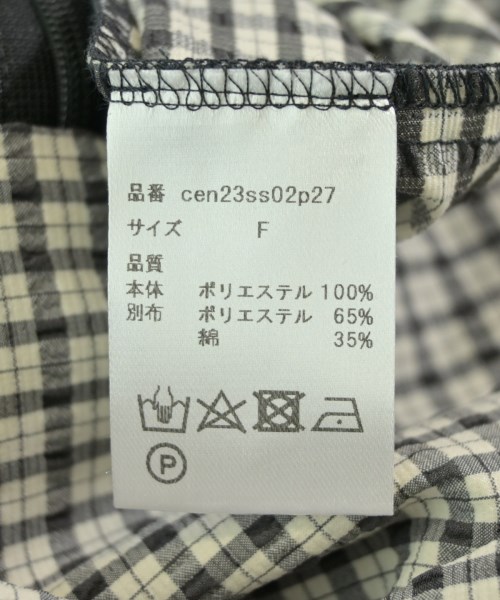 品番 cen23ss02p27
サイズ F
品質
本体 ポリエステル 100%
別布 ポリエステル 65%
綿 35%
P